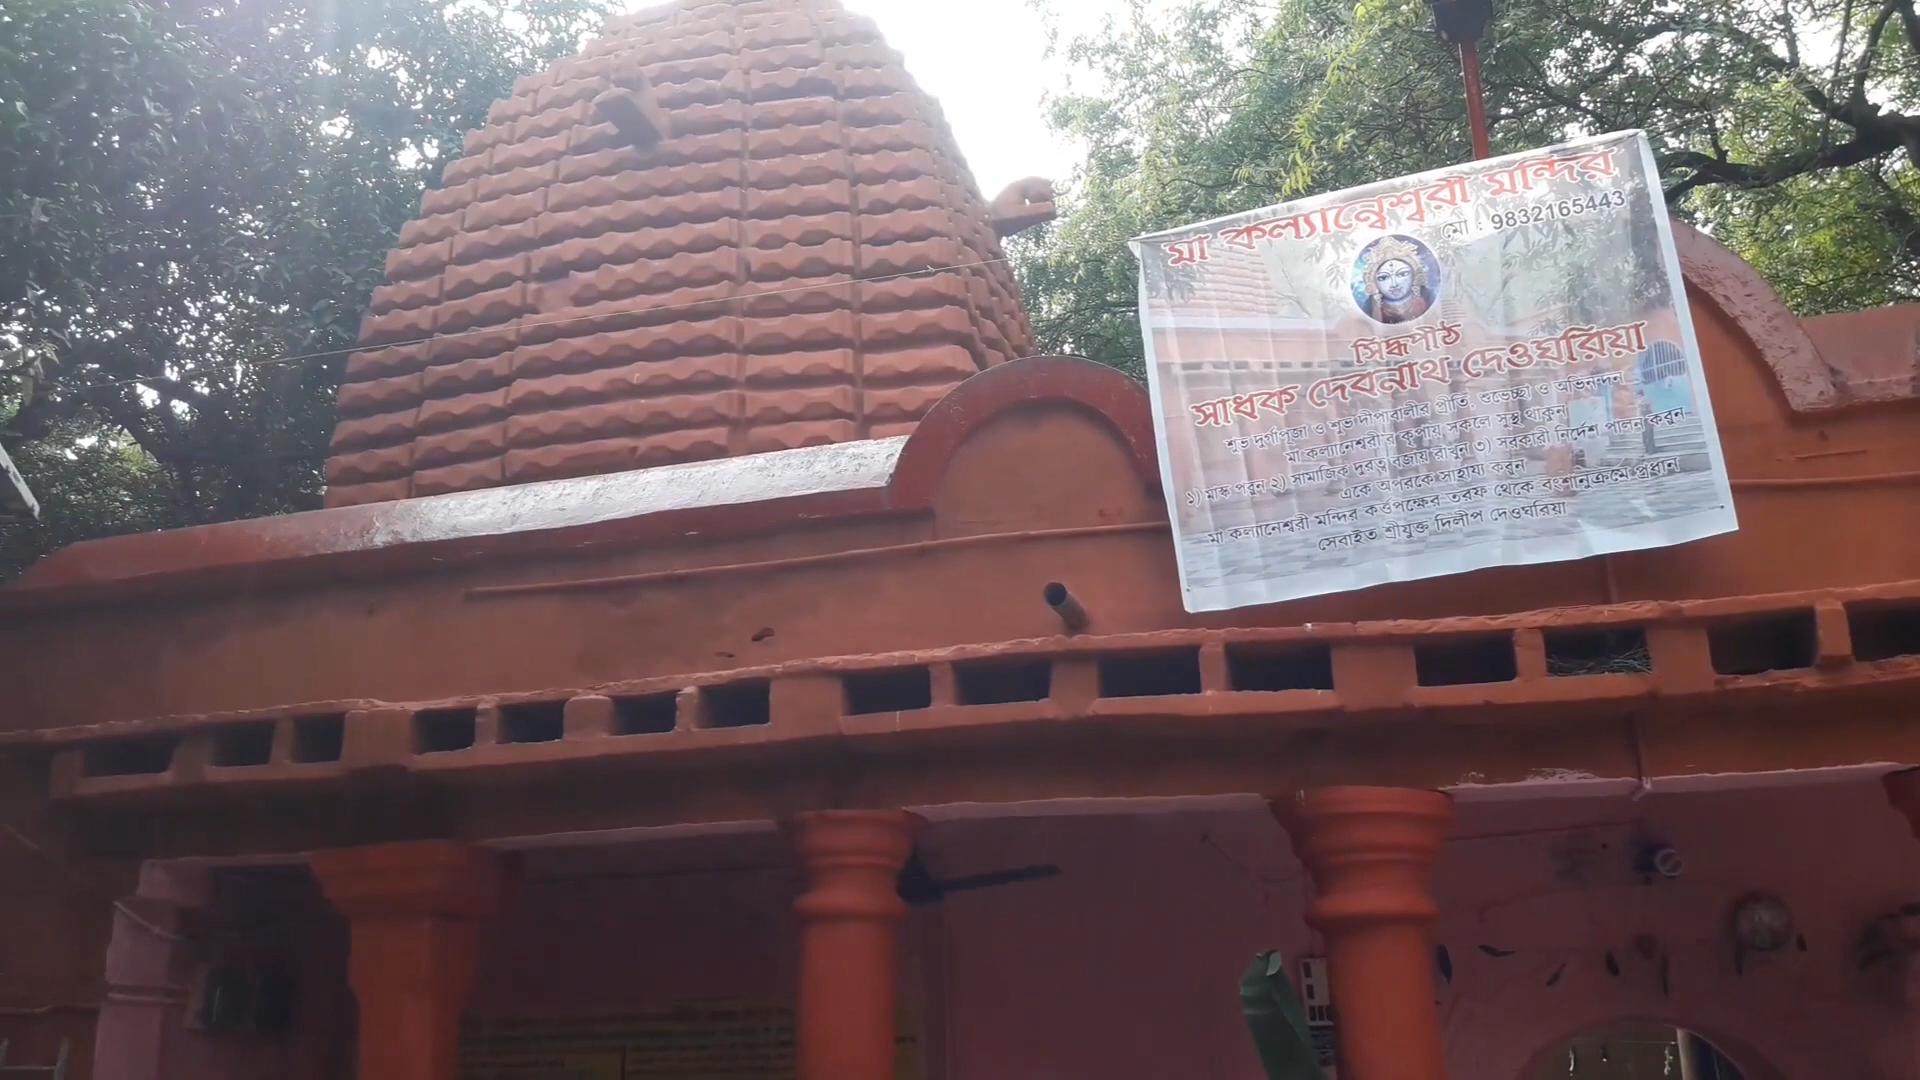 মা কল্যান্বেশ্বরী মন্দির
মো : 9832165443
সিদ্ধপীঠ
সাধক দেবনাথ দেওঘরিয়া
শুভ দুর্গাপূজা ও শুভ দীপাবলীর প্রীতি, শুভেচ্ছা ও অভিনন্দন
মা কল্যানেশ্বরী'র কৃপায় সকলে সুস্থ থাকুন
১) মাস্ক পরুন ২) সামাজিক দূরত্ব বজায় রাখুন ৩) সরকারী নির্দেশ পালন করুন
একে অপরকে সাহায্য করুন
মা কল্যানেশ্বরী মন্দির কর্তৃপক্ষের তরফ থেকে বংশানুক্রমে প্রধান
সেবাইত শ্রীযুক্ত দিলীপ দেওঘরিয়া